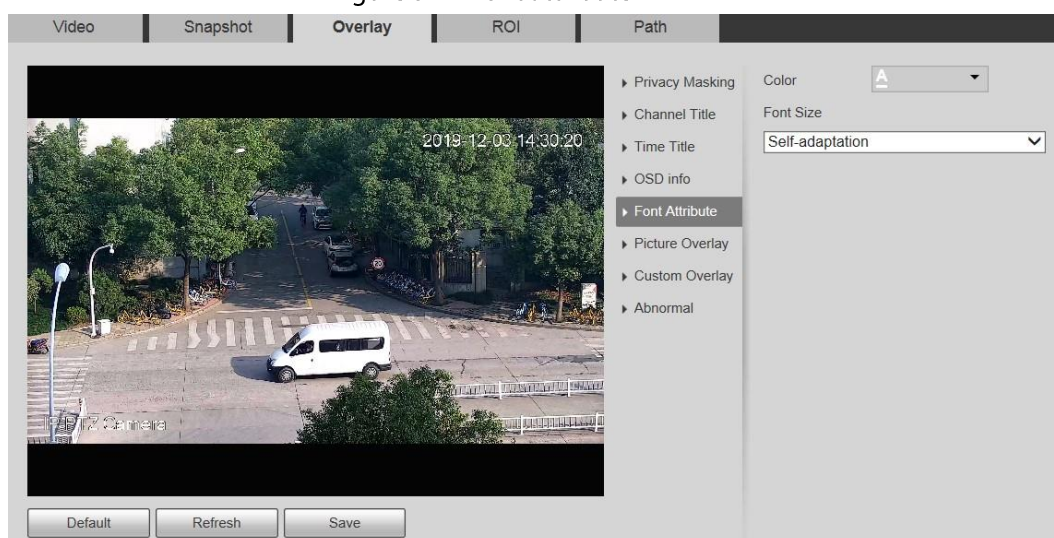 Video Snapshot Overlay ROI Path
Privacy Masking
Channel Title
Time Title
OSD info
Font Attribute
Picture Overlay
Custom Overlay
Abnormal
Color A
Font Size
Self-adaptation
2019-12-03 14:30:20
IP PTZ Camera
Default Refresh Save